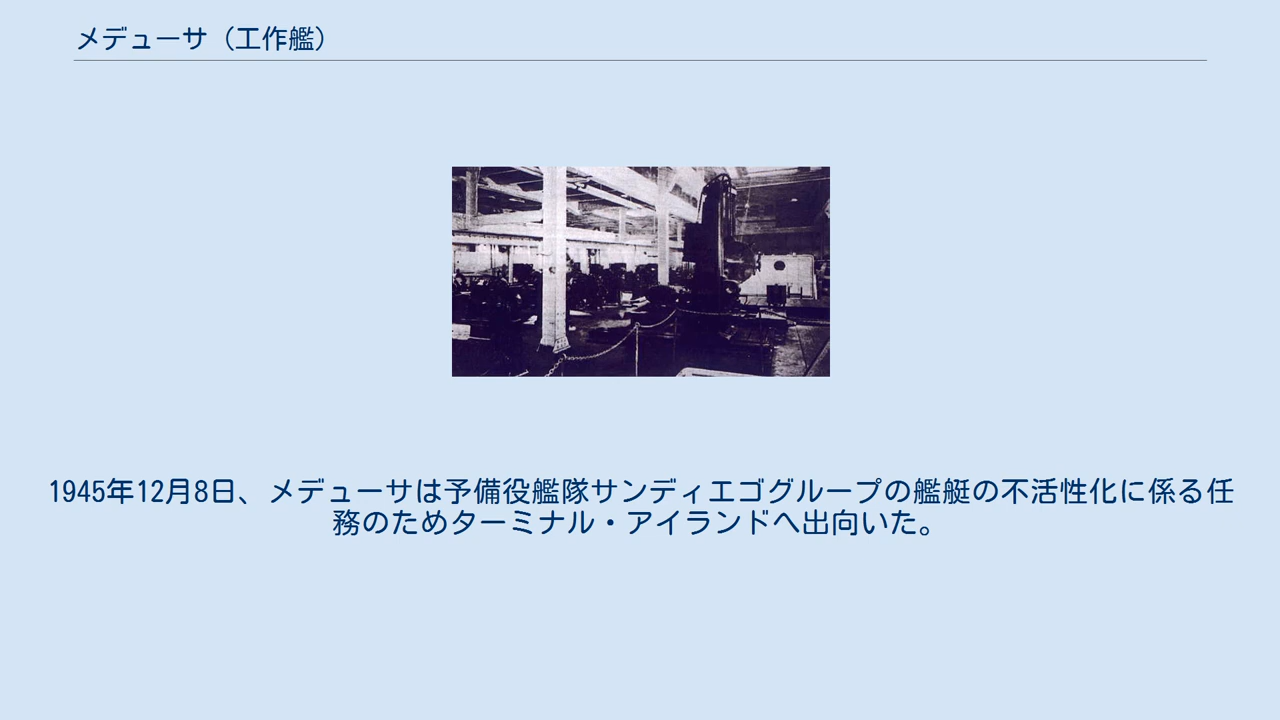 メデューサ（工作艦）
1945年12月8日、メデューサは予備役艦隊サンディエゴグループの艦艇の不活性化に係る任
務のためターミナル・アイランドへ出向いた。